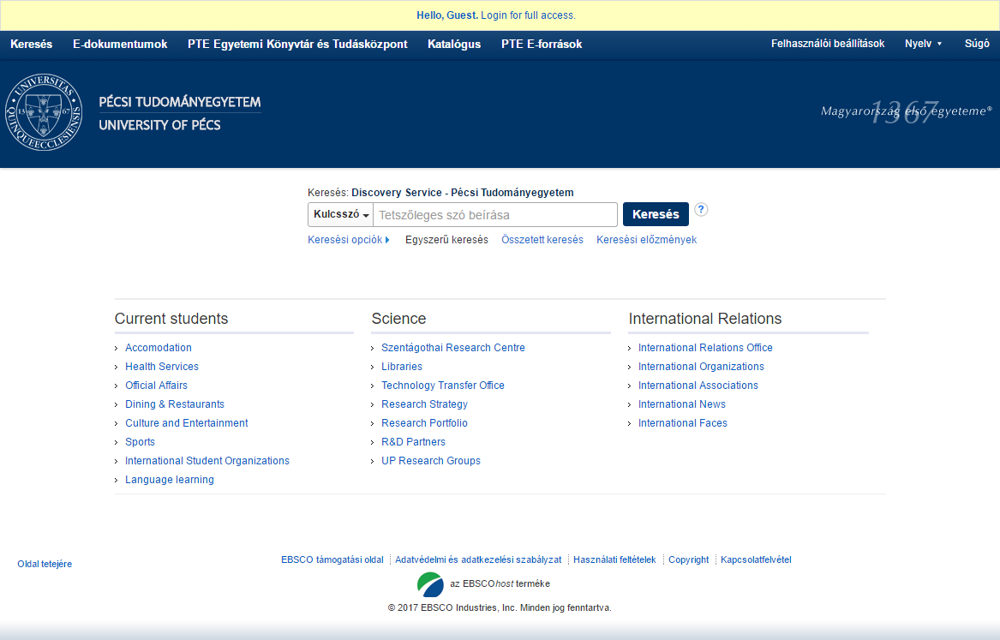 Hello, Guest. Login for full access.
Keresés E-dokumentumok PTE Egyetemi Könyvtár és Tudásközpont Katalógus PTE E-források Felhasználói beállítások Nyelv Súgó
UNIVERSITAS QUINQUEECCLESIENSIS
13 67
PÉCSI TUDOMÁNYEGYETEM
UNIVERSITY OF PÉCS
1367
Magyarország első egyeteme®
Keresés: Discovery Service - Pécsi Tudományegyetem
Kulcsszó Tetszőleges szó beírása Keresés ?
Keresési opciók Egyszerű keresés Összetett keresés Keresési előzmények
Current students
Accomodation
Health Services
Official Affairs
Dining & Restaurants
Culture and Entertainment
Sports
International Student Organizations
Language learning
Science
Szentágothai Research Centre
Libraries
Technology Transfer Office
Research Strategy
Research Portfolio
R&D Partners
UP Research Groups
International Relations
International Relations Office
International Organizations
International Associations
International News
International Faces
Oldal tetejére
EBSCO támogatási oldal Adatvédelmi és adatkezelési szabályzat Használati feltételek Copyright Kapcsolatfelvétel
az EBSCOhost terméke
© 2017 EBSCO Industries, Inc. Minden jog fenntartva.